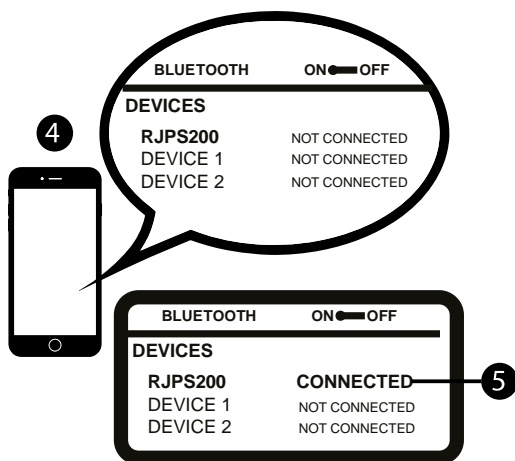 BLUETOOTH ON OFF
DEVICES
4
RJPS200 NOT CONNECTED
DEVICE 1 NOT CONNECTED
DEVICE 2 NOT CONNECTED
BLUETOOTH ON OFF
DEVICES
RJPS200 CONNECTED 5
DEVICE 1 NOT CONNECTED
DEVICE 2 NOT CONNECTED